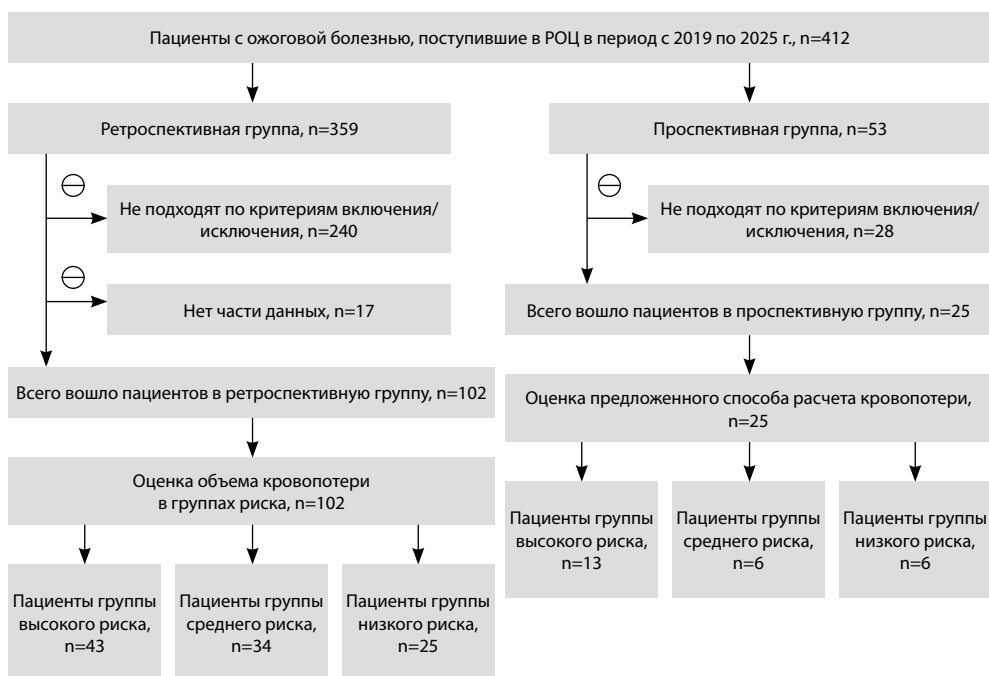 Пациенты с ожоговой болезнью, поступившие в РОЦ в период с 2019 по 2025 г., n=412
Ретроспективная группа, n=359
Не подходят по критериям включения/
исключения, n=240
Нет части данных, n=17
Всего вошло пациентов в ретроспективную группу, n=102
Оценка объема кровопотери
в группах риска, n=102
Пациенты группы
высокого риска,
n=43
Пациенты группы
среднего риска,
n=34
Пациенты группы
низкого риска,
n=25
Проспективная группа, n=53
Не подходят по критериям включения/
исключения, n=28
Всего вошло пациентов в проспективную группу, n=25
Оценка предложенного способа расчета кровопотери,
n=25
Пациенты группы
высокого риска,
n=13
Пациенты группы
среднего риска,
n=6
Пациенты группы
низкого риска,
n=6